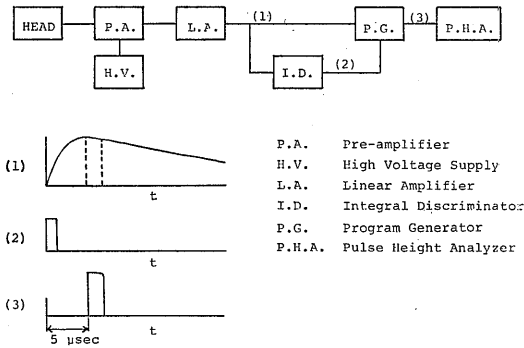 (1)
(3)
HEAD
P.A.
L.A.
P.G.
P.H.A.
H.V.
I.D.
(2)
(1)
t
(2)
t
(3)
5 μsec
t
P.A. Pre-amplifier
H.V. High Voltage Supply
L.A. Linear Amplifier
I.D. Integral Discriminator
P.G. Program Generator
P.H.A. Pulse Height Analyzer